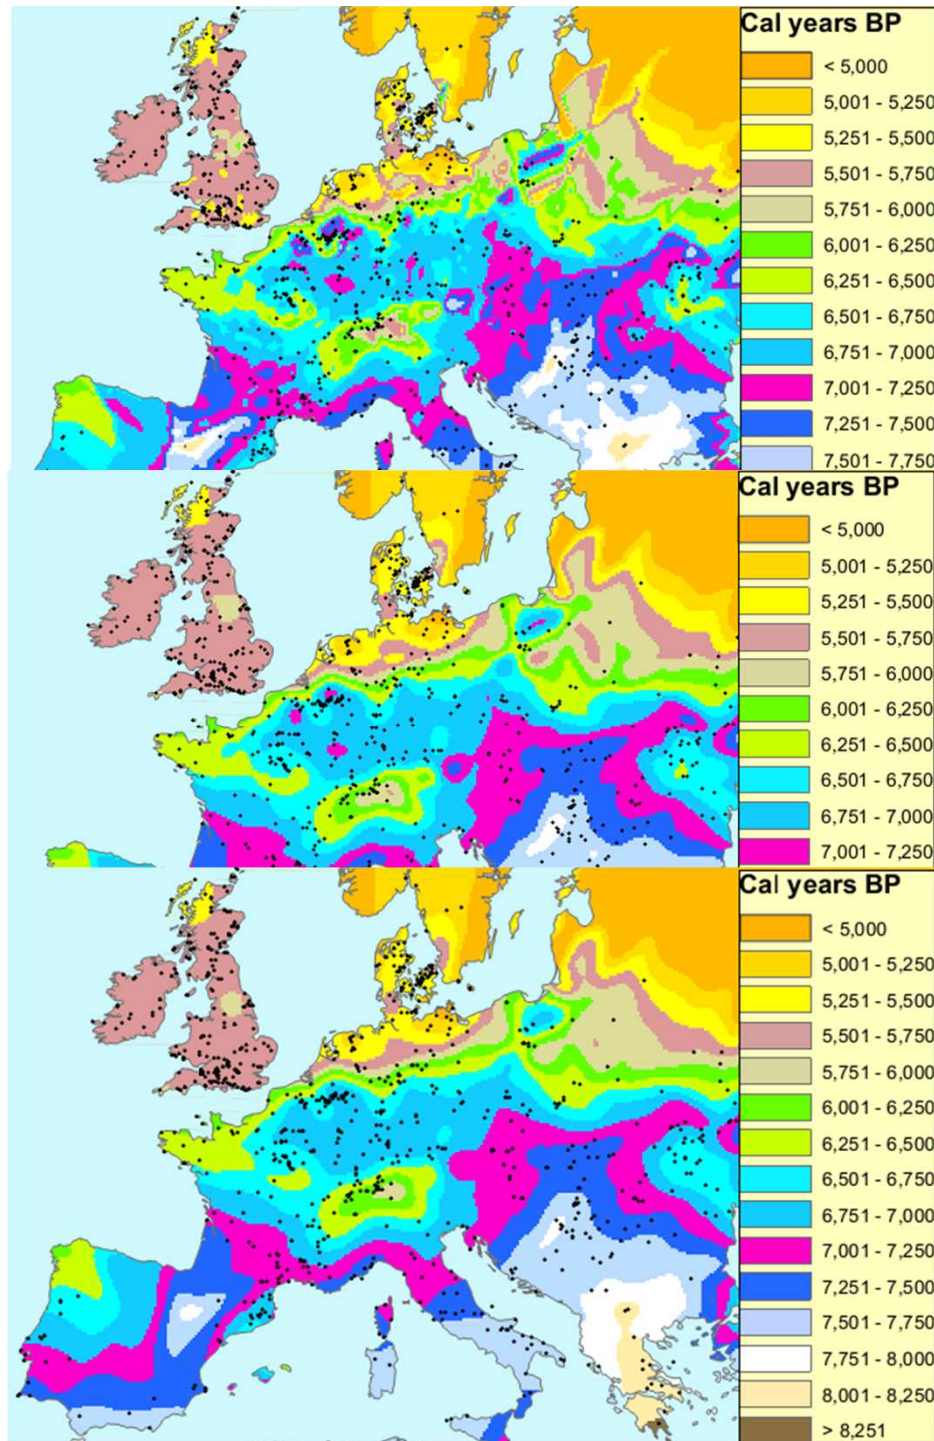 Cal years BP
< 5,000
5,001 - 5,250
5,251 - 5,500
5,501 - 5,750
5,751 - 6,000
6,001 - 6,250
6,251 - 6,500
6,501 - 6,750
6,751 - 7,000
7,001 - 7,250
7,251 - 7,500
7,501 - 7,750
Cal years BP
< 5,000
5,001 - 5,250
5,251 - 5,500
5,501 - 5,750
5,751 - 6,000
6,001 - 6,250
6,251 - 6,500
6,501 - 6,750
6,751 - 7,000
7,001 - 7,250
Cal years BP
< 5,000
5,001 - 5,250
5,251 - 5,500
5,501 - 5,750
5,751 - 6,000
6,001 - 6,250
6,251 - 6,500
6,501 - 6,750
6,751 - 7,000
7,001 - 7,250
7,251 - 7,500
7,501 - 7,750
7,751 - 8,000
8,001 - 8,250
> 8,251